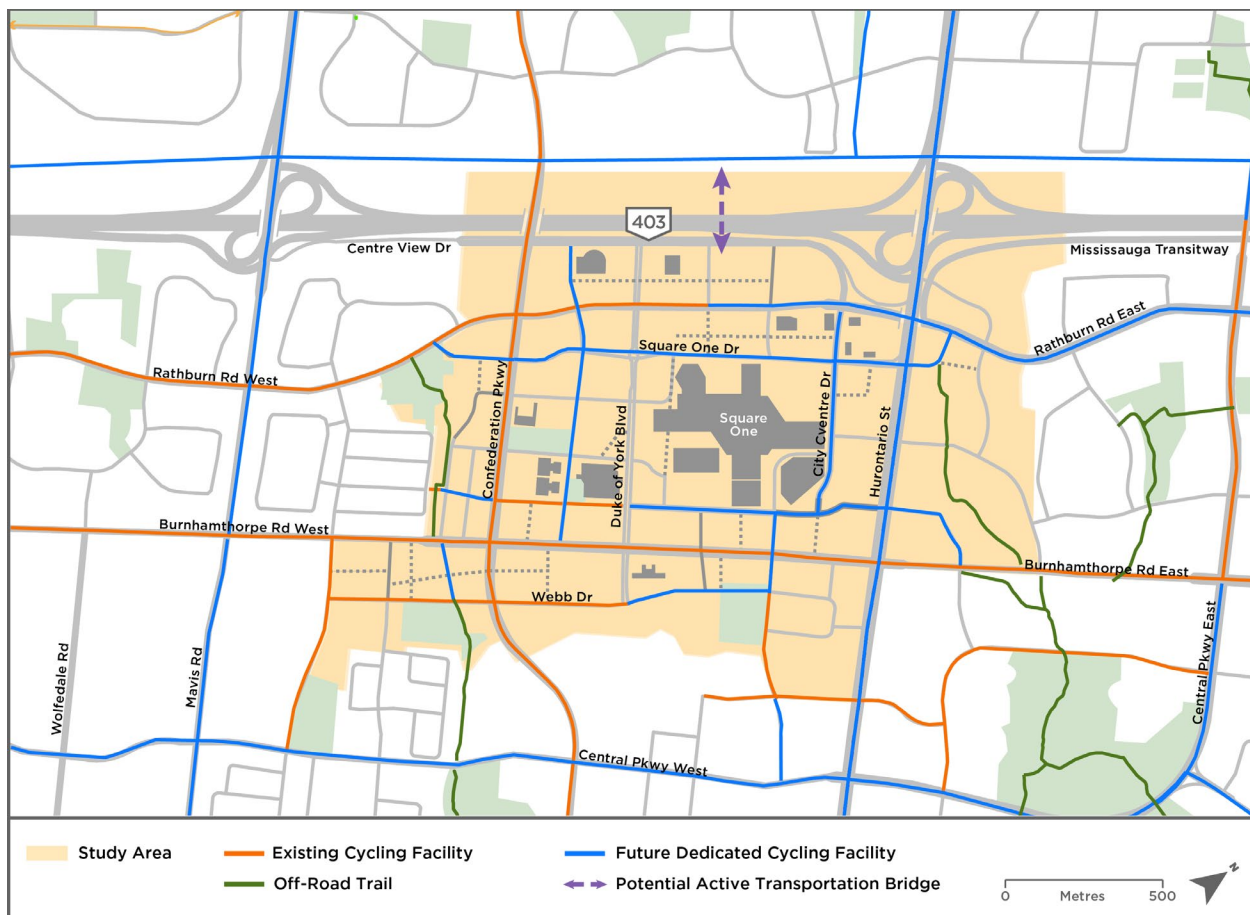 403
Centre View Dr
Mississauga Transitway
Rathburn Rd East
Square One Dr
Rathburn Rd West
Confederation Pkwy
Duke of York Blvd
Square
One
City Cventre Dr
Hurontario St
Burnhamthorpe Rd West
Burnhamthorpe Rd East
Webb Dr
Wolfedale Rd
Mavis Rd
Central Pkwy East
Central Pkwy West
Study Area
Existing Cycling Facility
Future Dedicated Cycling Facility
Off-Road Trail
Potential Active Transportation Bridge
0 Metres 500
N